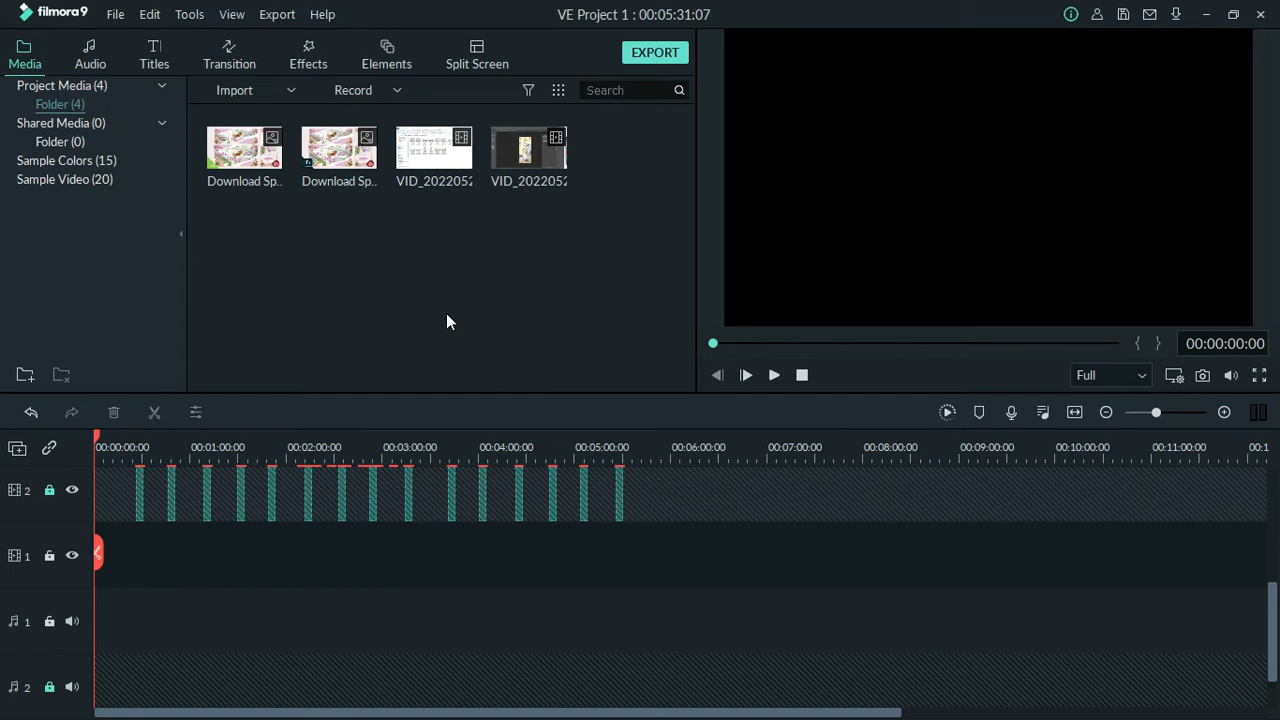 filmora9 File Edit Tools View Export Help VE Project 1 : 00:05:31:07
Media Audio Titles Transition Effects Elements Split Screen EXPORT
Project Media (4)
Folder (4)
Shared Media (0)
Folder (0)
Sample Colors (15)
Sample Video (20)
Import Record Search
Download Sp.. Download Sp.. VID_2022052 VID_2022052
00:00:00:00
Full
00:00:00:00 00:01:00:00 00:02:00:00 00:03:00:00 00:04:00:00 00:05:00:00 00:06:00:00 00:07:00:00 00:08:00:00 00:09:00:00 00:10:00:00 00:11:00:00 00:1
2
1
1
2